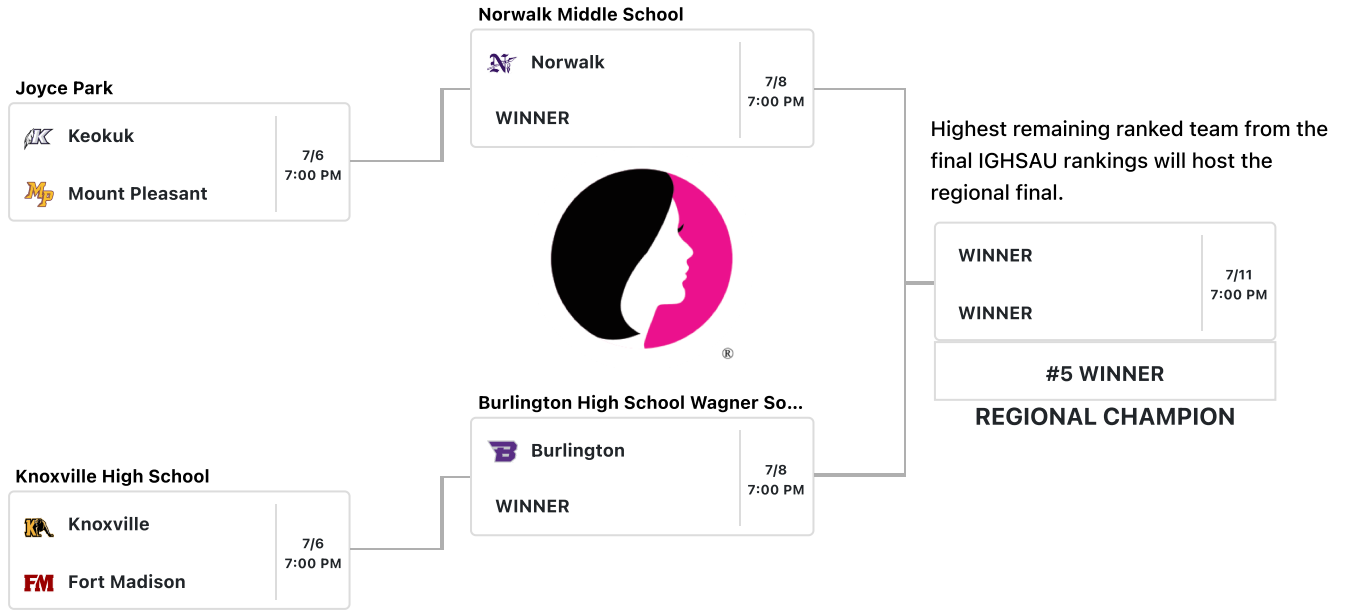 Norwalk Middle School
Norwalk
WINNER
7/8
7:00 PM
Joyce Park
Keokuk
Mount Pleasant
7/6
7:00 PM
Highest remaining ranked team from the
final IGHSAU rankings will host the
regional final.
WINNER
WINNER
7/11
7:00 PM
#5 WINNER
REGIONAL CHAMPION
®
Burlington High School Wagner So...
B
Burlington
WINNER
7/8
7:00 PM
Knoxville High School
K
Knoxville
FM
Fort Madison
7/6
7:00 PM
N
K
MP